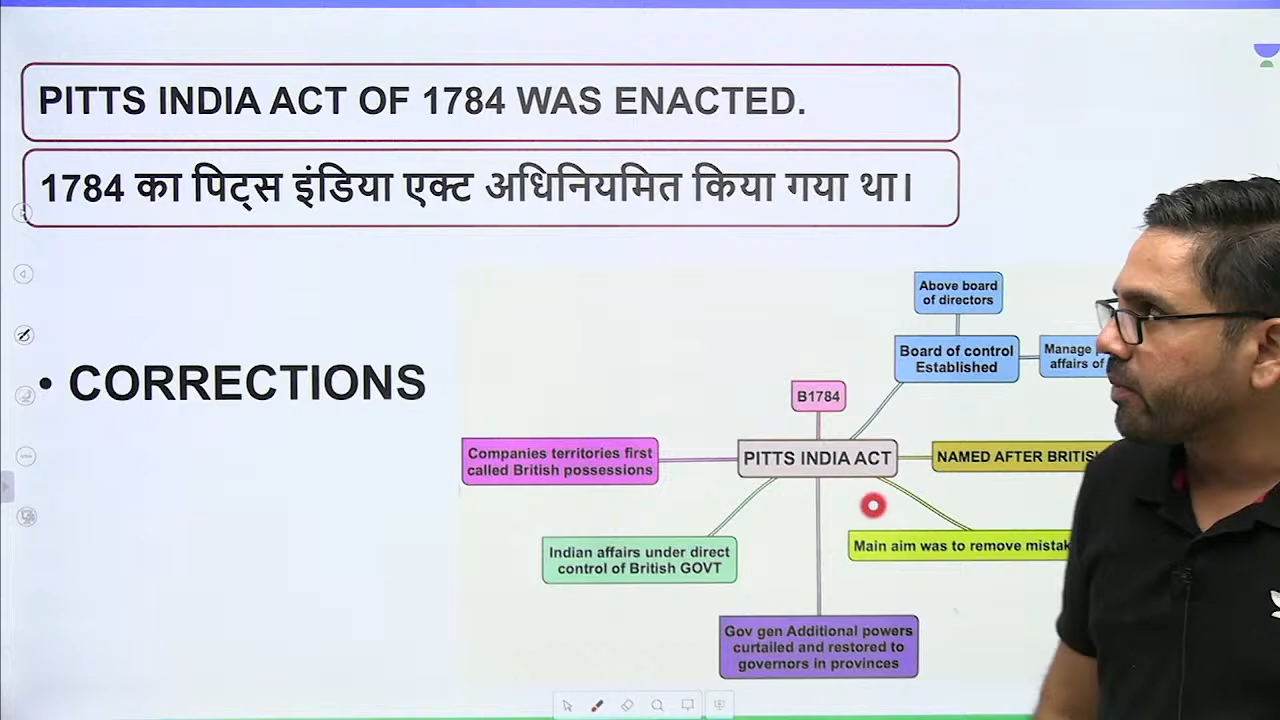 PITTS INDIA ACT OF 1784 WAS ENACTED.
1784 का पिट्स इंडिया एक्ट अधिनियमित किया गया था।
• CORRECTIONS
Above board
of directors
Board of control
Established
Manage
affairs of
B1784
Companies territories first
called British possessions
PITTS INDIA ACT
NAMED AFTER
Indian affairs under direct
control of British GOVT
Main aim was to remove
Gov gen Additional powers
curtailed and restored to
governors in provinces